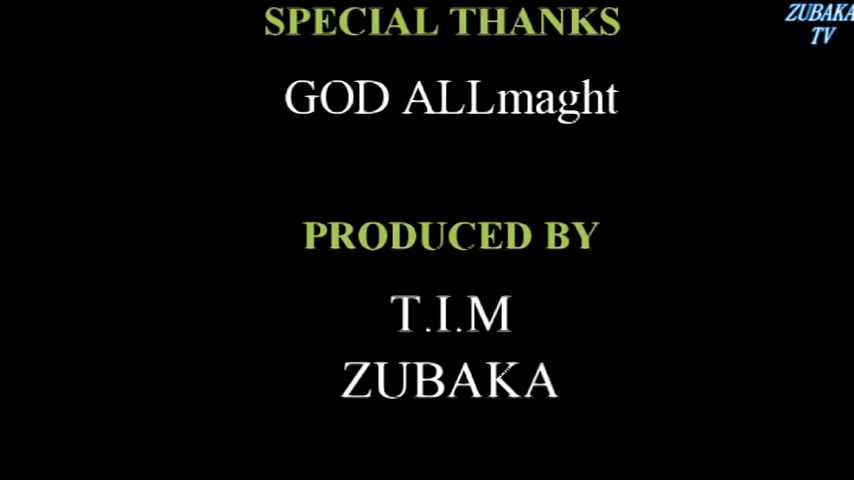 SPECIAL THANKS
ZUBAKA
TV
GOD ALLmaght
PRODUCED BY
T.I.M
ZUBAKA